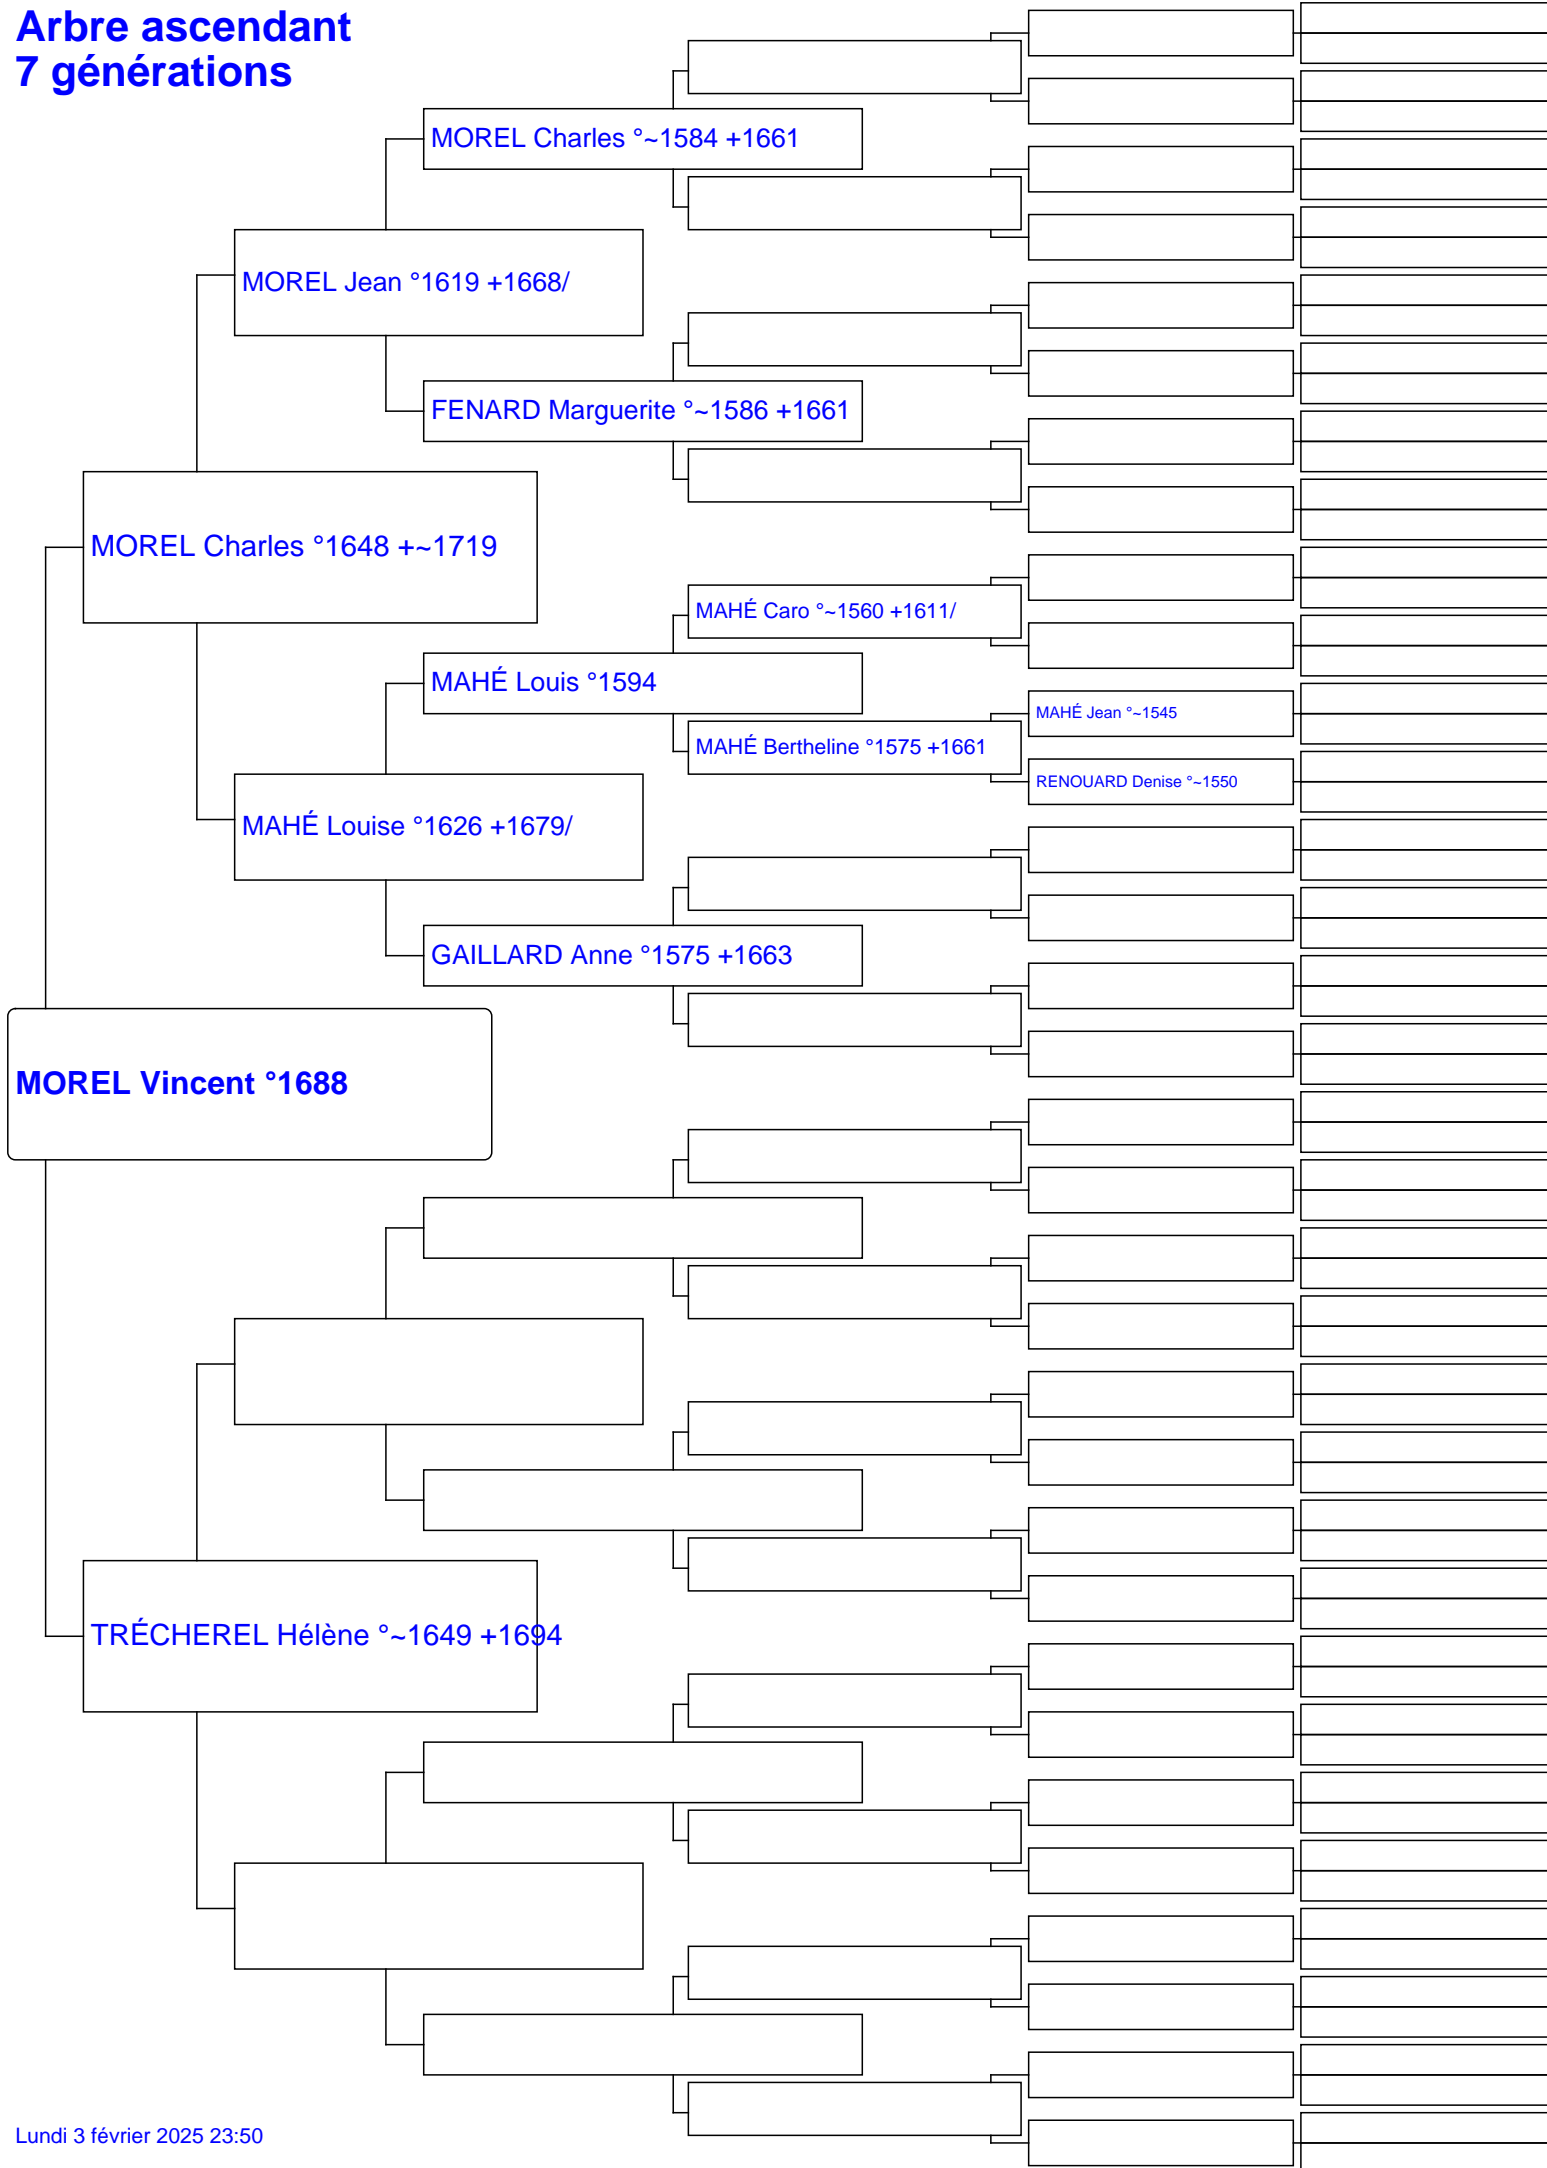 Arbre ascendant
7 générations
MOREL Charles °~1584 +1661
MOREL Jean °1619 +1668/
FENARD Marguerite °~1586 +1661
MOREL Charles °1648 +~1719
MAHÉ Caro °~1560 +1611/
MAHÉ Louis °1594
MAHÉ Jean °~1545
MAHÉ Bertheline °1575 +1661
RENOUARD Denise °~1550
MAHÉ Louise °1626 +1679/
GAILLARD Anne °1575 +1663
MOREL Vincent °1688
TRÉCHEREL Hélène °~1649 +1694
Lundi 3 février 2025 23:50